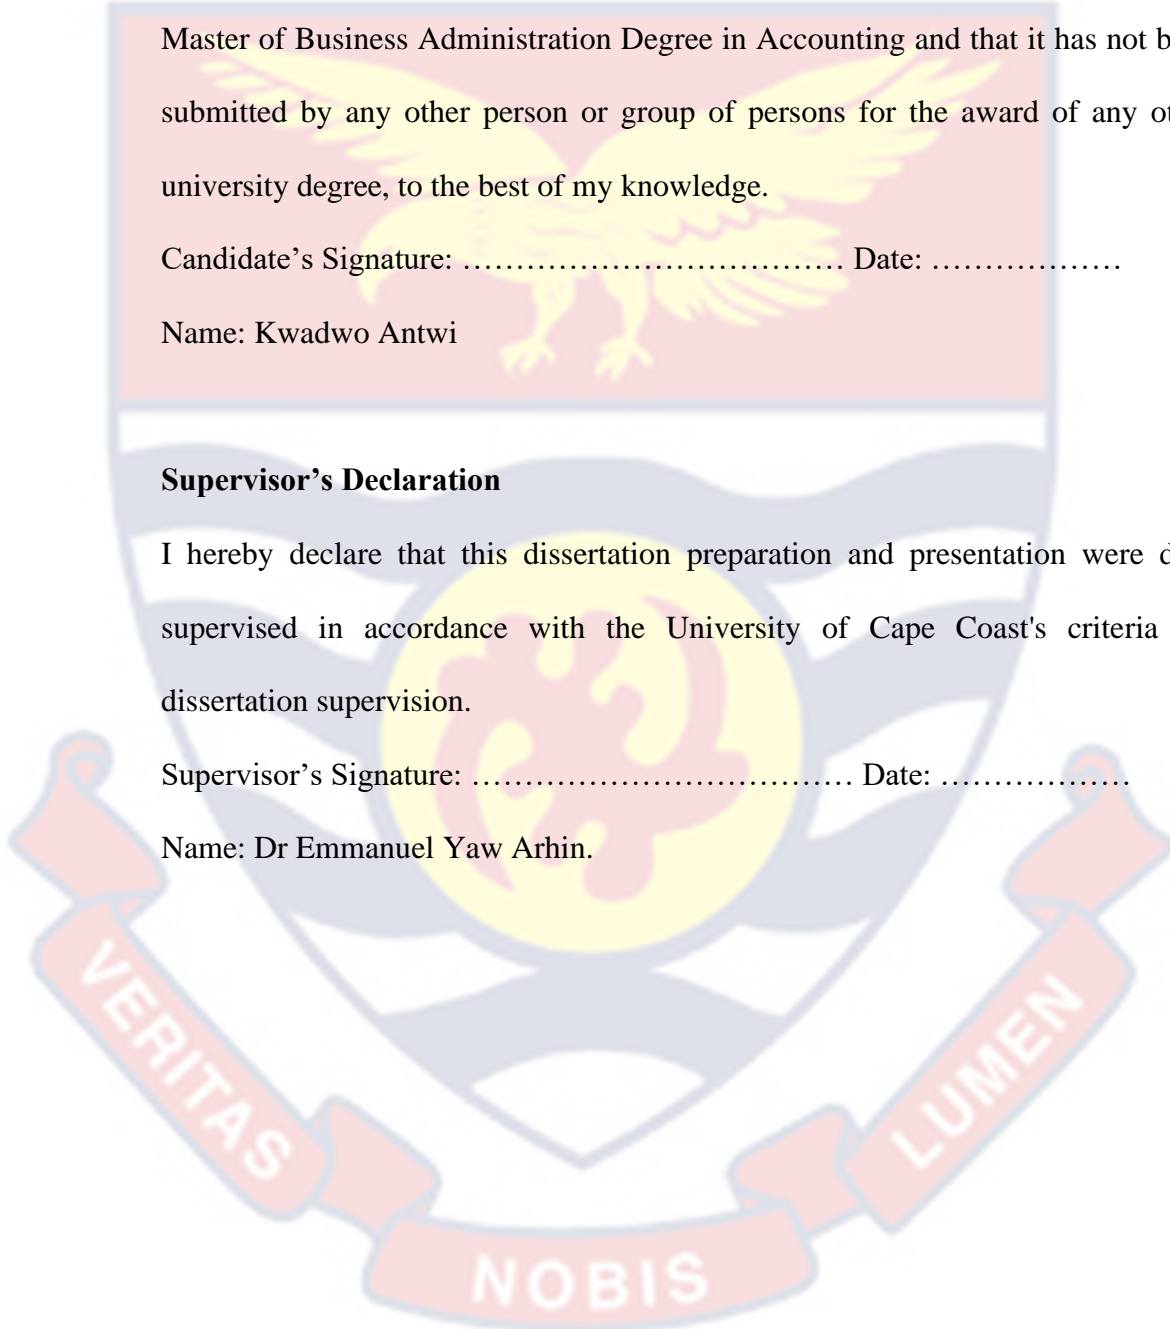 Master of Business Administration Degree in Accounting and that it has not b
submitted by any other person or group of persons for the award of any ot
university degree, to the best of my knowledge.
Candidate’s Signature: ……………………………… Date: ………………
Name: Kwadwo Antwi
Supervisor’s Declaration
I hereby declare that this dissertation preparation and presentation were d
supervised in accordance with the University of Cape Coast's criteria
dissertation supervision.
Supervisor’s Signature: ……………………………… Date: ………………
Name: Dr Emmanuel Yaw Arhin.
VERITAS
NOBIS
LUMEN